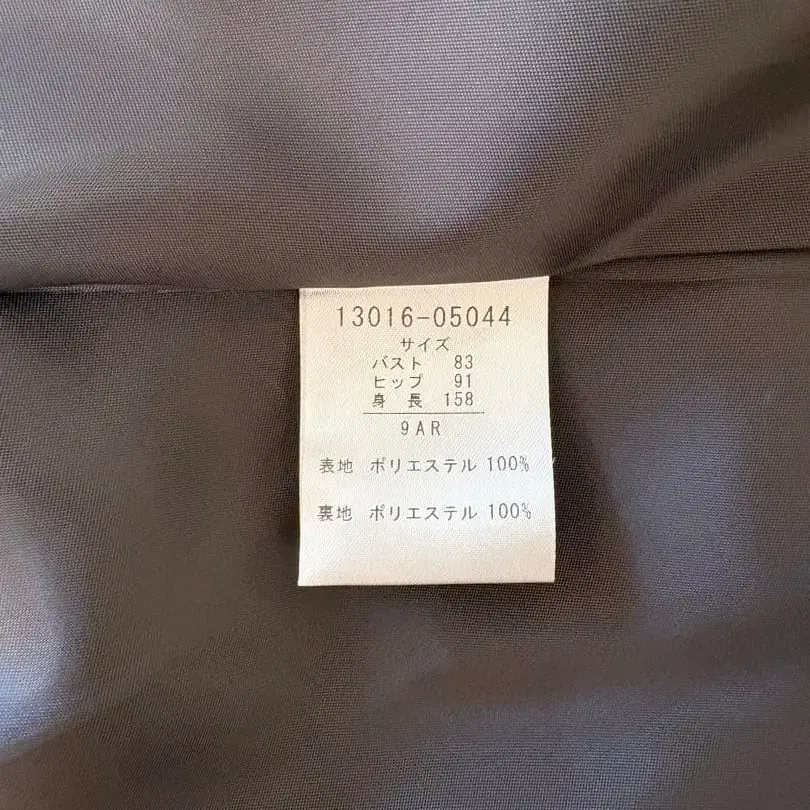 13016-05044
サイズ
バスト 83
ヒップ 91
身長 158
9AR
表地 ポリエステル 100%
裏地 ポリエステル 100%